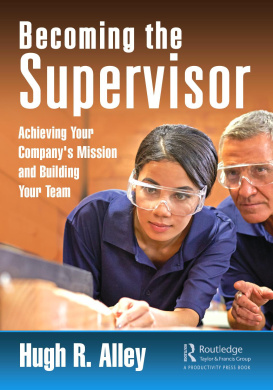 Becoming the
Supervisor
Achieving Your
Company's Mission
and Building
Your Team
Hugh R. Alley
Routledge
Taylor & Francis Group
A PRODUCTIVITY PRESS BOOK